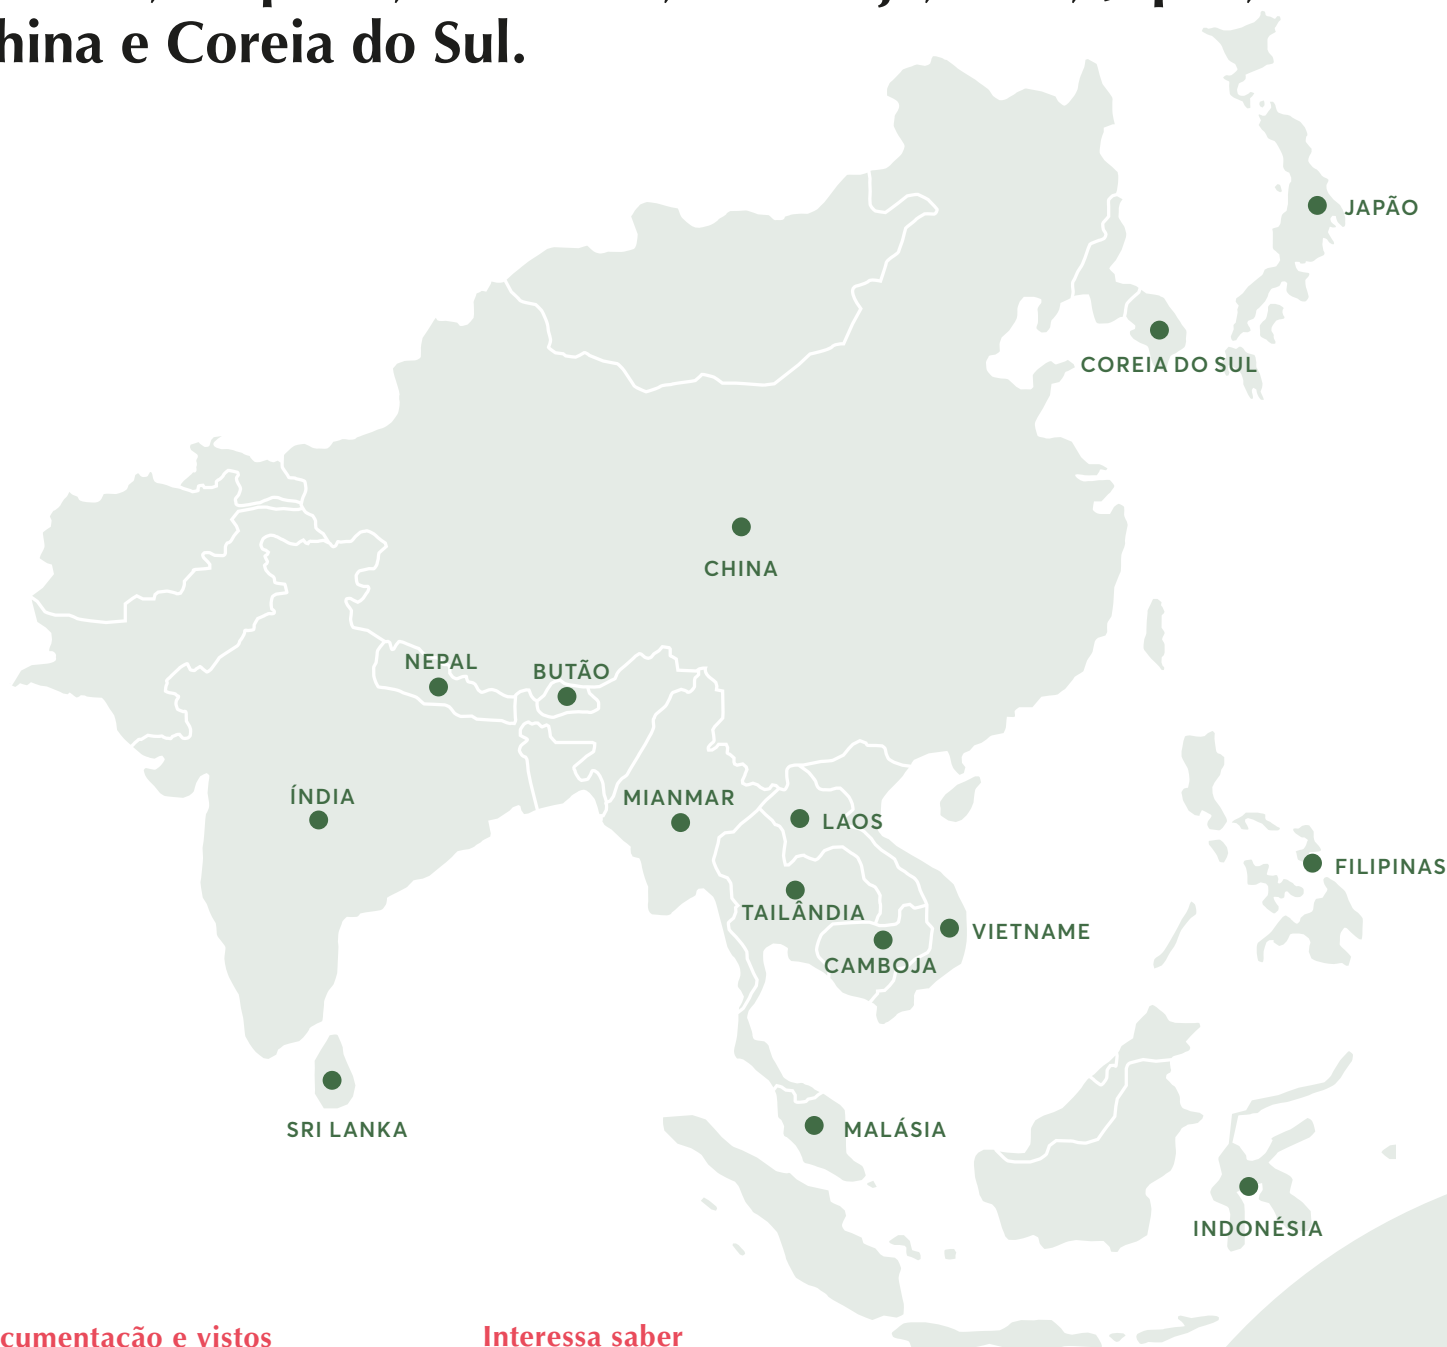 hina e Coreia do Sul.
JAPÃO
COREIA DO SUL
CHINA
NEPAL
BUTÃO
ÍNDIA
MIANMAR
LAOS
FILIPINAS
TAILÂNDIA
VIETNAME
CAMBOJA
SRI LANKA
MALÁSIA
INDONÉSIA
cumentação e vistos
Interessa saber